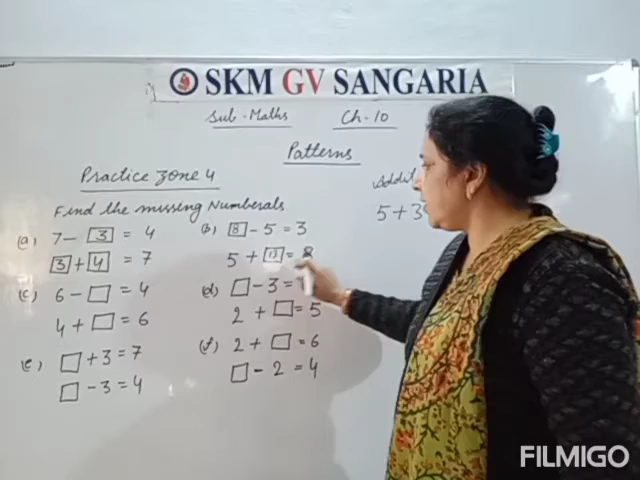 SKM GV SANGARIA
Sub - Maths Ch - 10
Patterns
Practice Zone 4
Addit
Find the missing Numberals
5 + 3
(a) 7 - 3 = 4
(b) 8 - 5 = 3
3 + 4 = 7
5 + = 8
(c) 6 - □ = 4
(d) □ - 3 =
4 + □ = 6
2 + □ = 5
(e) □ + 3 = 7
(f) 2 + □ = 6
□ - 3 = 4
□ - 2 = 4
FILMIGO